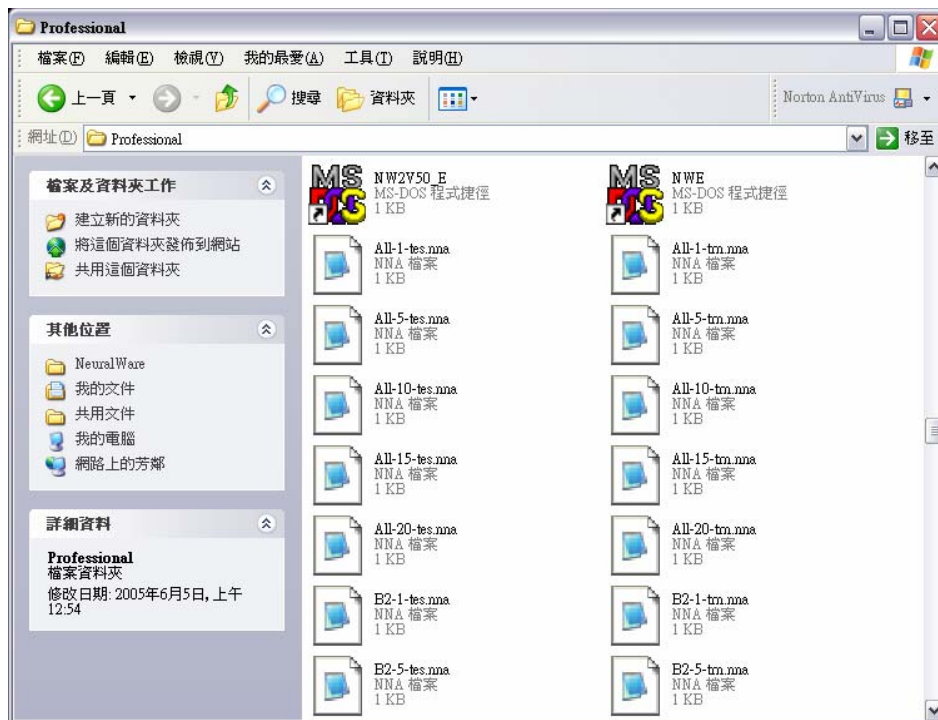 Professional
檔案(F) 編輯(E) 檢視(V) 我的最愛(A) 工具(T) 說明(H)
上一頁 搜尋 資料夾 Norton AntiVirus
網址(D) Professional 移至
檔案及資料夾工作
建立新的資料夾
將這個資料夾發佈到網站
共用這個資料夾
其他位置
NeuralWare
我的文件
共用文件
我的電腦
網路上的芳鄰
詳細資料
Professional
檔案資料夾
修改日期: 2005年6月5日, 上午
12:54
NW2V50_E
MS-DOS 程式捷徑
1 KB
NWE
MS-DOS 程式捷徑
1 KB
All-1-tes.nna
NNA 檔案
1 KB
All-1-trn.nna
NNA 檔案
1 KB
All-5-tes.nna
NNA 檔案
1 KB
All-5-trn.nna
NNA 檔案
1 KB
All-10-tes.nna
NNA 檔案
1 KB
All-10-trn.nna
NNA 檔案
1 KB
All-15-tes.nna
NNA 檔案
1 KB
All-15-trn.nna
NNA 檔案
1 KB
All-20-tes.nna
NNA 檔案
1 KB
All-20-trn.nna
NNA 檔案
1 KB
B2-1-tes.nna
NNA 檔案
1 KB
B2-1-trn.nna
NNA 檔案
1 KB
B2-5-tes.nna
NNA 檔案
1 KB
B2-5-trn.nna
NNA 檔案
1 KB